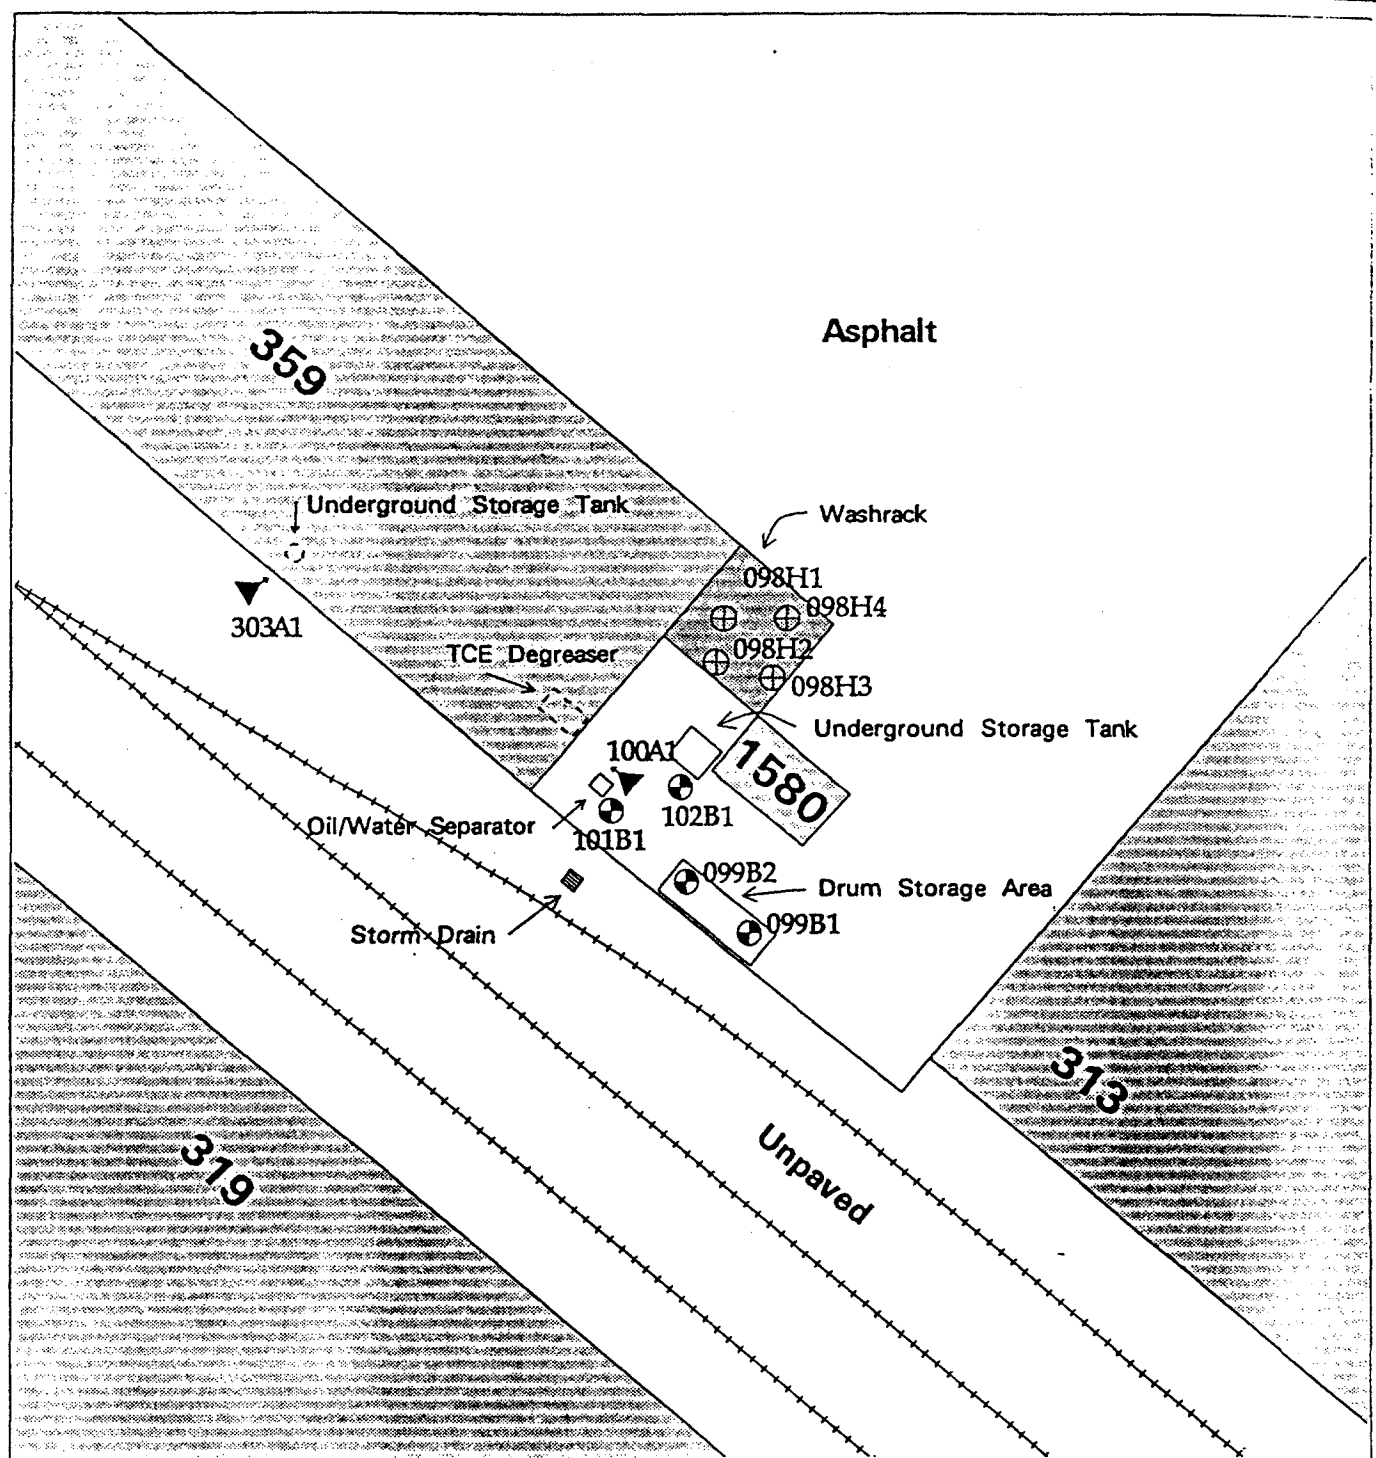 Asphalt
359
Underground Storage Tank
Washrack
098H1
098H4
303A1
098H2
TCE Degreaser
098H3
Underground Storage Tank
100A1
1580
102B1
Oil/Water Separator
101B1
099B2
Drum Storage Area
099B1
Storm Drain
313
Unpaved
319